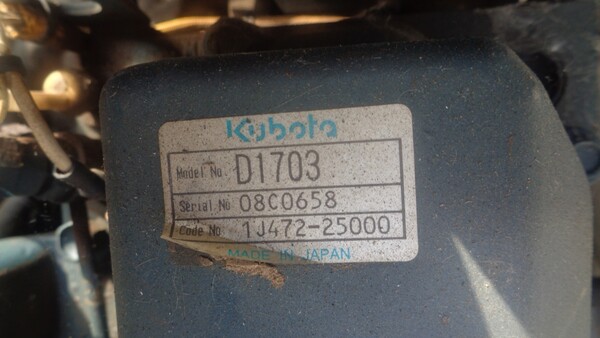 Kubota
Model No D1703
Serial No 08C0658
Code No 1J472-25000
MADE IN JAPAN